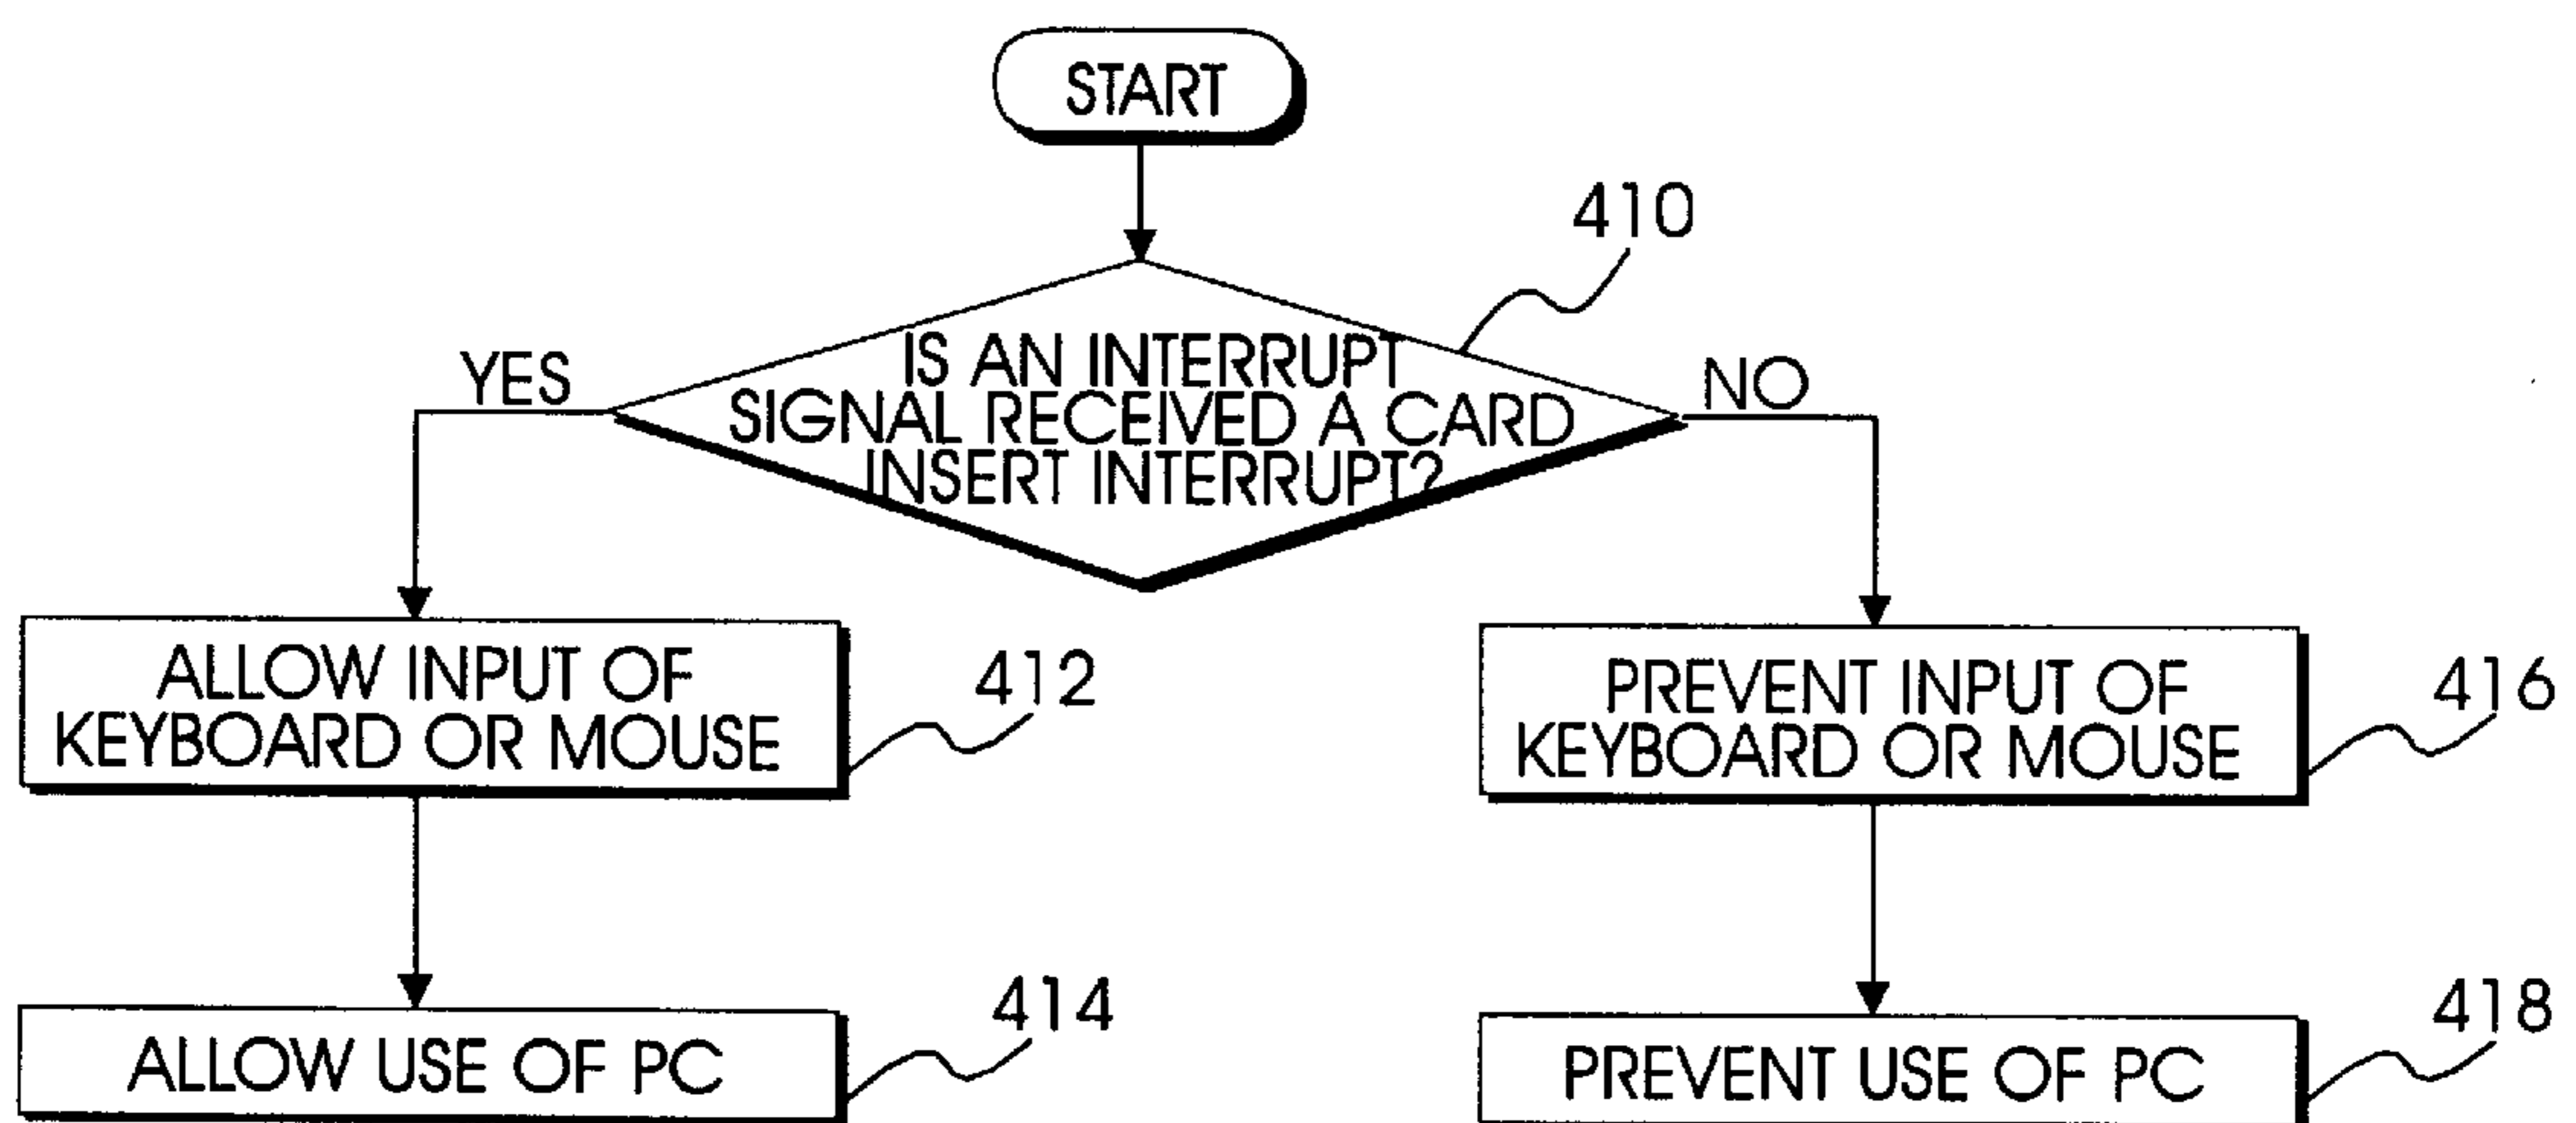 START
410
YES
IS AN INTERRUPT
SIGNAL RECEIVED A CARD
INSERT INTERRUPT?
NO
ALLOW INPUT OF
KEYBOARD OR MOUSE
412
PREVENT INPUT OF
KEYBOARD OR MOUSE
416
ALLOW USE OF PC
414
PREVENT USE OF PC
418